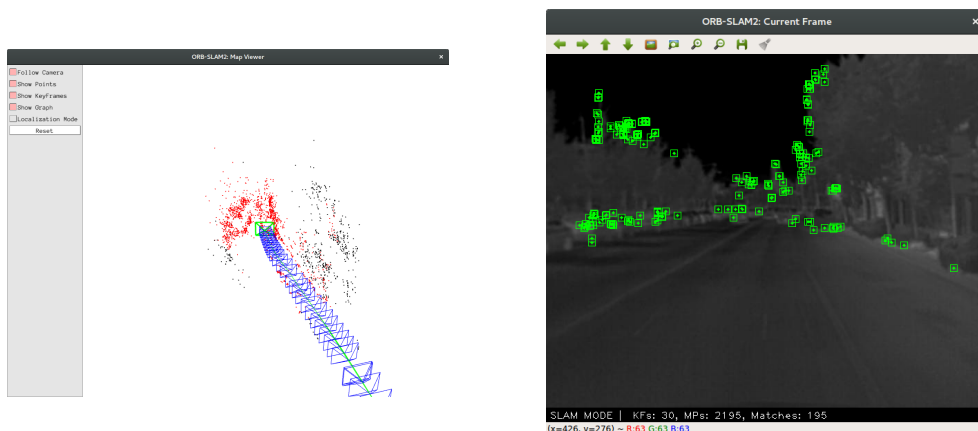 ORB-SLAM2: Map Viewer
×
Follow Camera
Show Points
Show KeyFrames
Show Graph
Localization Mode
Reset
ORB-SLAM2: Current Frame
×
SLAM MODE | KFs: 30, MPs: 2195, Matches: 195
(x=426, y=276) ~ R:63 G:63 B:63